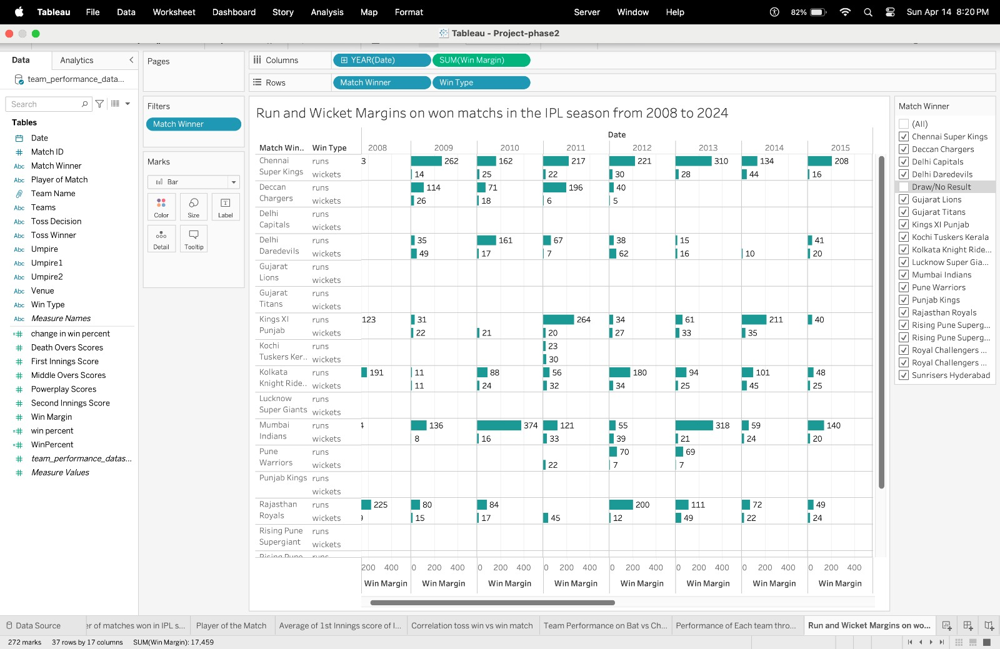 Tableau File Data Worksheet Dashboard Story Analysis Map Format Server Window Help 82% Sun Apr 14 8:20 PM
Tableau - Project-phase2
Data Analytics
team_performance_data...
Search
Tables
Date
Match ID
Abc Match Winner
Abc Player of Match
Team Name
Abc Teams
Abc Toss Decision
Abc Toss Winner
Abc Umpire
Abc Umpire1
Abc Umpire2
Abc Venue
Abc Win Type
Abc Measure Names
change in win percent
Death Overs Scores
First Innings Score
Middle Overs Scores
Powerplay Scores
Second Innings Score
Win Margin
win percent
WinPercent
team_performance_datas...
Measure Values
Pages
Filters
Match Winner
Marks
Bar
Color Size Label
Detail Tooltip
Columns YEAR(Date) SUM(Win Margin)
Rows Match Winner Win Type
Run and Wicket Margins on won matchs in the IPL season from 2008 to 2024
Date
Match Win.. Win Type 2008 2009 2010 2011 2012 2013 2014 2015
Chennai Super Kings runs 3 262 162 217 221 310 134 208
wickets 14 25 22 30 28 44 16
Deccan Chargers runs 114 71 196 40
wickets 26 18 6 5
Delhi Capitals runs
wickets
Delhi Daredevils runs 35 161 67 38 15 41
wickets 49 17 7 62 16 10 20
Gujarat Lions runs
wickets
Gujarat Titans runs
wickets
Kings XI Punjab runs 123 31 264 34 61 211 40
wickets 22 21 20 27 33 35
Kochi Tuskers Ker.. runs 23
wickets 30
Kolkata Knight Ride.. runs 191 11 88 56 180 94 101 48
wickets 11 24 32 34 25 45 25
Lucknow Super Giants runs
wickets
Mumbai Indians runs 136 374 121 55 318 59 140
wickets 8 16 33 39 21 24 20
Pune Warriors runs 70 69
wickets 22 7 7
Punjab Kings runs
wickets
Rajasthan Royals runs 225 80 84 200 111 72 49
wickets 15 17 45 12 49 22 24
Rising Pune Supergiant runs
wickets
Rising Pune runs
200 400 0 200 400 0 200 400 0 200 400 0 200 400 0 200 400 0 200 400 0 200 400
Win Margin Win Margin Win Margin Win Margin Win Margin Win Margin Win Margin Win Margin
Match Winner
(All)
Chennai Super Kings
Deccan Chargers
Delhi Capitals
Delhi Daredevils
Draw/No Result
Gujarat Lions
Gujarat Titans
Kings XI Punjab
Kochi Tuskers Kerala
Kolkata Knight Ride...
Lucknow Super Gia...
Mumbai Indians
Pune Warriors
Punjab Kings
Rajasthan Royals
Rising Pune Superg...
Rising Pune Superg...
Royal Challengers ...
Royal Challengers ...
Sunrisers Hyderabad
Data Source er of matches won in IPL s... Player of the Match Average of 1st Innings score of I... Correlation toss win vs win match Team Performance on Bat vs Ch... Performance of Each team thro... Run and Wicket Margins on wo...
272 marks 37 rows by 17 columns SUM(Win Margin): 17,459